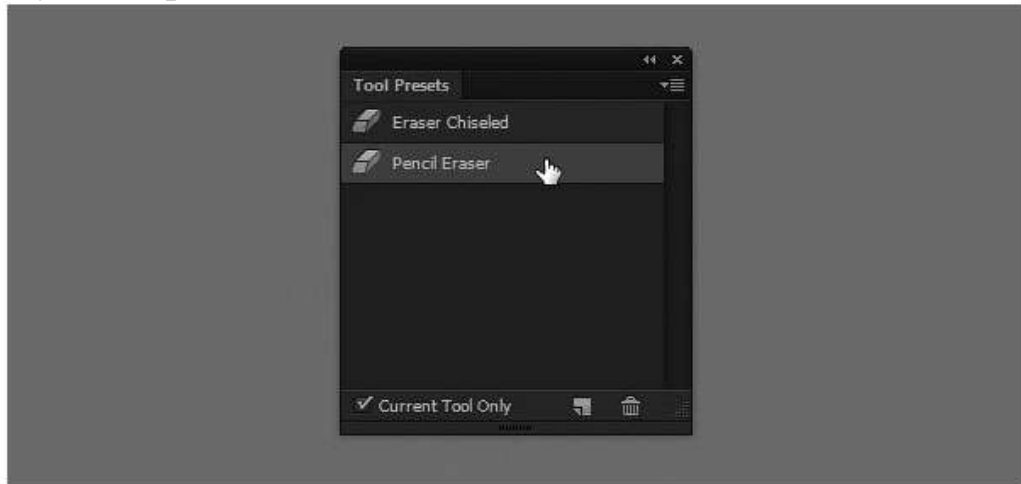 Tool Presets
Eraser Chiseled
Pencil Eraser
Current Tool Only